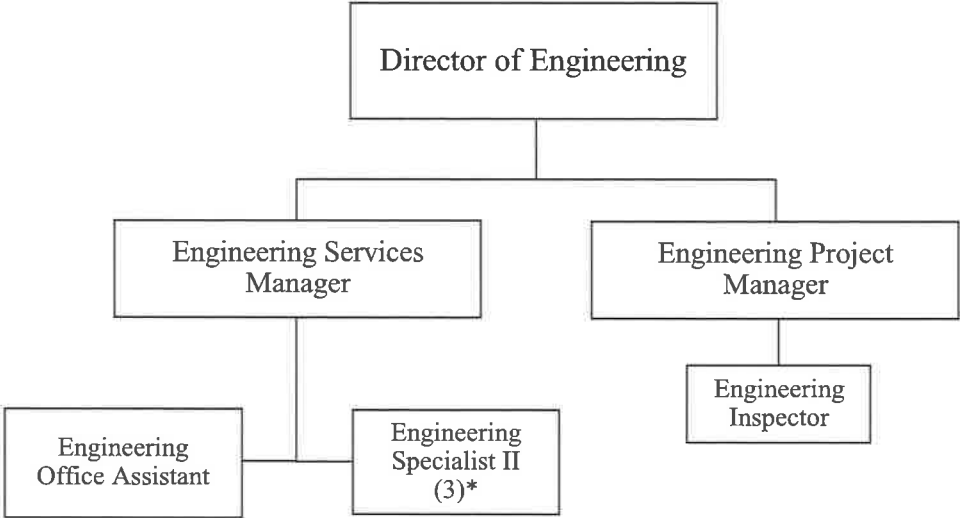 Director of Engineering
Engineering Services
Manager
Engineering Project
Manager
Engineering
Office Assistant
Engineering
Specialist II
(3)*
Engineering
Inspector